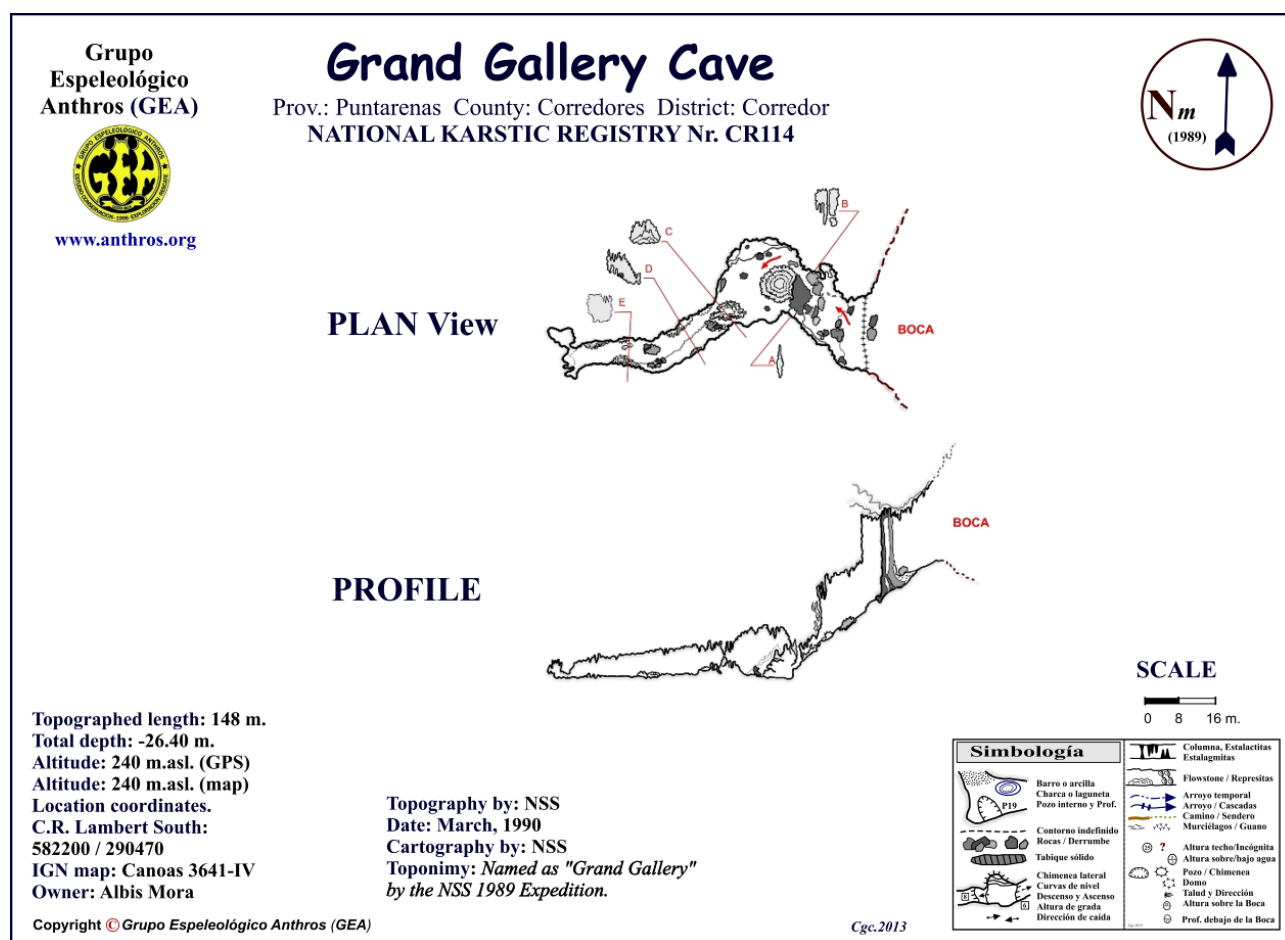 Grupo
Espeleológico
Anthros (GEA)
www.anthros.org
Grand Gallery Cave
Prov.: Puntarenas County: Corredores District: Corredor
NATIONAL KARSTIC REGISTRY Nr. CR114
Nm
(1989)
PLAN View
A
B
C
D
E
BOCA
PROFILE
BOCA
SCALE
0 8 16 m.
Topographed length: 148 m.
Total depth: -26.40 m.
Altitude: 240 m.asl. (GPS)
Altitude: 240 m.asl. (map)
Location coordinates.
C.R. Lambert South:
582200 / 290470
IGN map: Canoas 3641-IV
Owner: Albis Mora
Topography by: NSS
Date: March, 1990
Cartography by: NSS
Toponimy: Named as "Grand Gallery"
by the NSS 1989 Expedition.
Copyright © Grupo Espeleológico Anthros (GEA)
Cgc.2013
Simbología
P19
Barro o arcilla
Charca o laguneta
Pozo interno y Prof.
Contorno indefinido
Rocas / Derrumbe
Tabique sólido
Chimenea lateral
Curvas de nivel
Descenso y Ascenso
Altura de grada
Dirección de caída
Columna, Estalactitas
Estalagmitas
Flowstone / Represitas
Arroyo temporal
Arroyo / Cascadas
Camino / Sendero
Murciélagos / Guano
Altura techo/Incógnita
Altura sobre/bajo agua
Pozo / Chimenea
Domo
Talud y Dirección
Altura sobre la Boca
Prof. debajo de la Boca